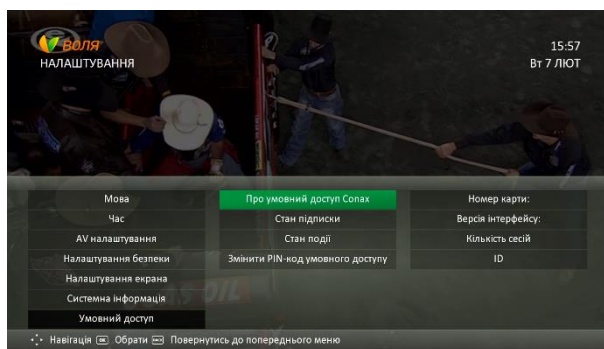 воля
НАЛАШТУВАННЯ
15:57
Вт 7 ЛЮТ
Мова
Час
AV налаштування
Налаштування безпеки
Налаштування екрана
Системна інформація
Умовний доступ
Про умовний доступ Conax
Стан підписки
Стан події
Змінити PIN-код умовного доступу
Номер карти:
Версія інтерфейсу:
Кількість сесій
ID
OIL
Навігація OK Обрати Повернутись до попереднього меню